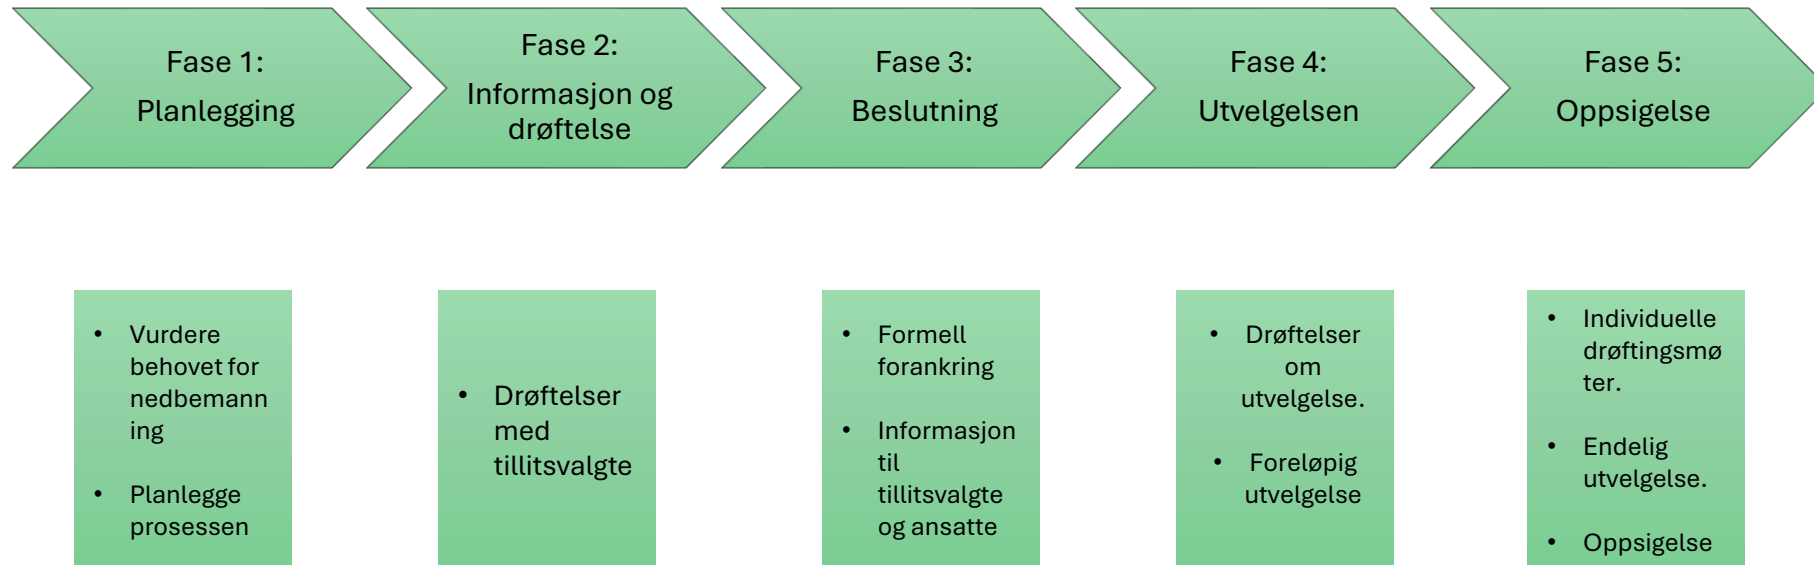 Fase 1:
Planlegging
Fase 2:
Informasjon og
drøftelse
Fase 3:
Beslutning
Fase 4:
Utvelgelsen
Fase 5:
Oppsigelse
• Vurdere
behovet for
nedbemann
ing
• Planlegge
prosessen
• Drøftelser
med
tillitsvalgte
• Formell
forankring
• Informasjon
til
tillitsvalgte
og ansatte
• Drøftelser
om
utvelgelse.
• Foreløpig
utvelgelse
• Individuelle
drøftingsmø
ter.
• Endelig
utvelgelse.
• Oppsigelse